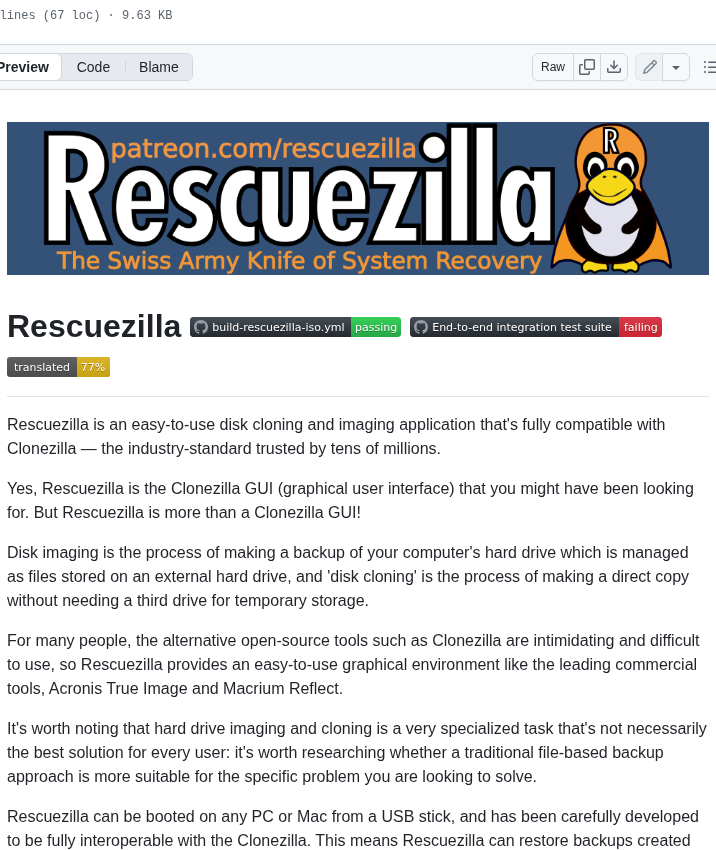 lines (67 loc) · 9.63 KB
Preview Code Blame Raw
patreon.com/rescuezilla
R
Rescuezilla
The Swiss Army Knife of System Recovery
Rescuezilla build-rescuezilla-iso.yml passing End-to-end integration test suite failing
translated 77%
Rescuezilla is an easy-to-use disk cloning and imaging application that's fully compatible with
Clonezilla — the industry-standard trusted by tens of millions.
Yes, Rescuezilla is the Clonezilla GUI (graphical user interface) that you might have been looking
for. But Rescuezilla is more than a Clonezilla GUI!
Disk imaging is the process of making a backup of your computer's hard drive which is managed
as files stored on an external hard drive, and 'disk cloning' is the process of making a direct copy
without needing a third drive for temporary storage.
For many people, the alternative open-source tools such as Clonezilla are intimidating and difficult
to use, so Rescuezilla provides an easy-to-use graphical environment like the leading commercial
tools, Acronis True Image and Macrium Reflect.
It's worth noting that hard drive imaging and cloning is a very specialized task that's not necessarily
the best solution for every user: it's worth researching whether a traditional file-based backup
approach is more suitable for the specific problem you are looking to solve.
Rescuezilla can be booted on any PC or Mac from a USB stick, and has been carefully developed
to be fully interoperable with the Clonezilla. This means Rescuezilla can restore backups created